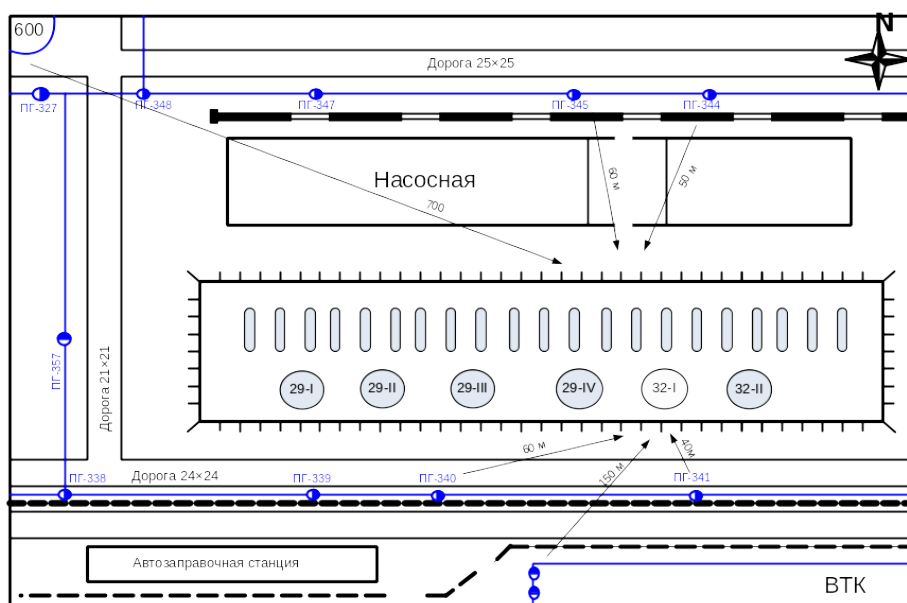 600
N
Дорога 25×25
ПГ-327
ПГ-348
ПГ-347
ПГ-345
ПГ-344
Насосная
60 м
50 м
700
ПГ-357
Дорога 21×21
29-I
29-II
29-III
29-IV
32-I
32-II
60 м
150 м
40м
ПГ-338
Дорога 24×24
ПГ-339
ПГ-340
ПГ-341
Автозаправочная станция
ВТК